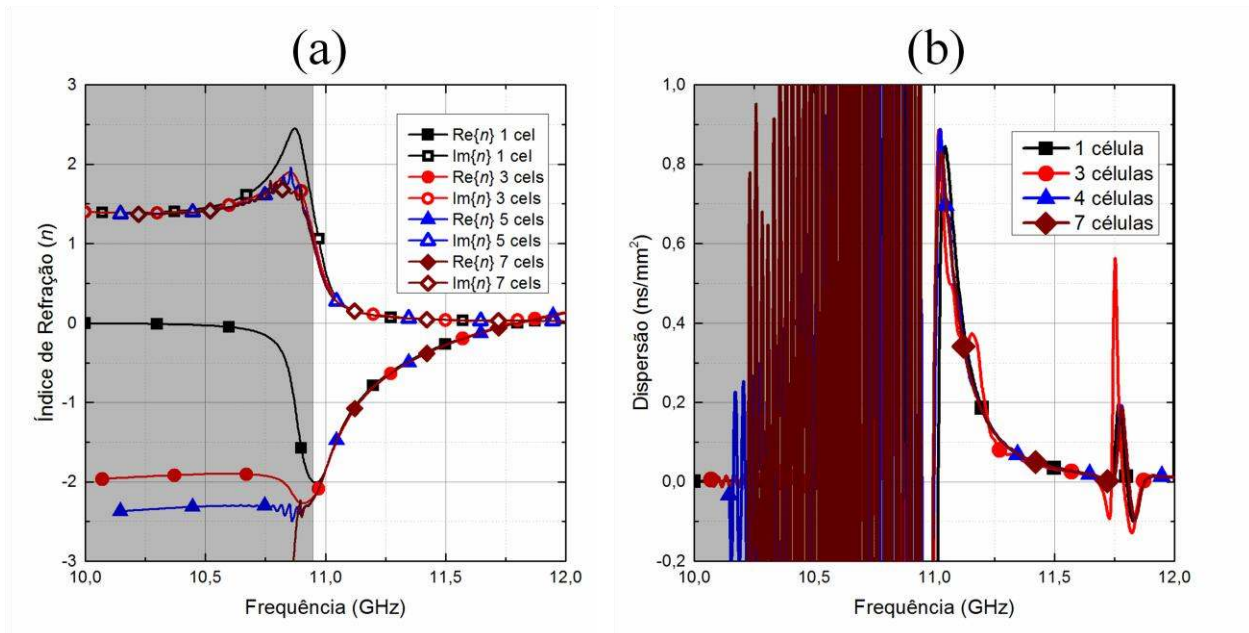 (a)
3
2
1
0
-1
-2
-3
10,0
10,5
11,0
11,5
12,0
Índice de Refração (n)
Frequência (GHz)
Re{n} 1 cel
Im{n} 1 cel
Re{n} 3 cels
Im{n} 3 cels
Re{n} 5 cels
Im{n} 5 cels
Re{n} 7 cels
Im{n} 7 cels
(b)
1,0
0,8
0,6
0,4
0,2
0,0
-0,2
10,0
10,5
11,0
11,5
12,0
Dispersão (ns/mm²)
Frequência (GHz)
1 célula
3 células
4 células
7 células